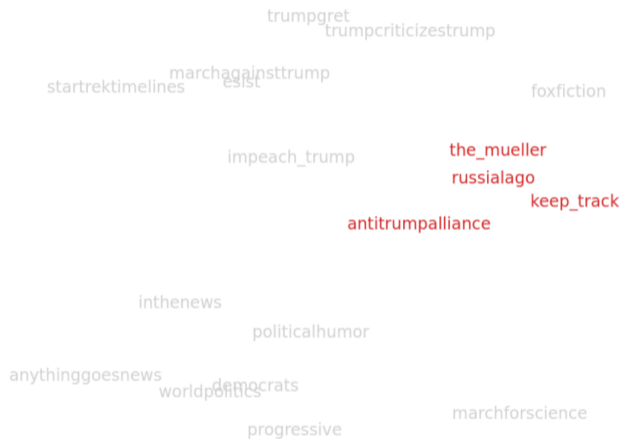 trumpgret
trumpcriticizestrump
marchagainsttrump
esist
startrektimelines
foxfiction
the_mueller
impeach_trump
russialago
keep_track
antitrumpalliance
inthenews
politicalhumor
anythinggoesnews
democrats
worldpolitics
marchforscience
progressive